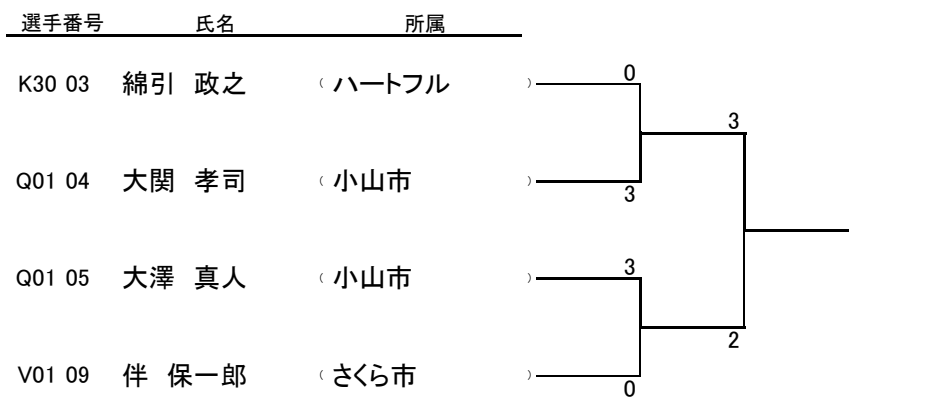 選手番号 氏名 所属
K30 03 綿引 政之 （ ハートフル ） 0
3
Q01 04 大関 孝司 （ 小山市 ） 3
Q01 05 大澤 真人 （ 小山市 ） 3
2
V01 09 伴 保一郎 （ さくら市 ） 0